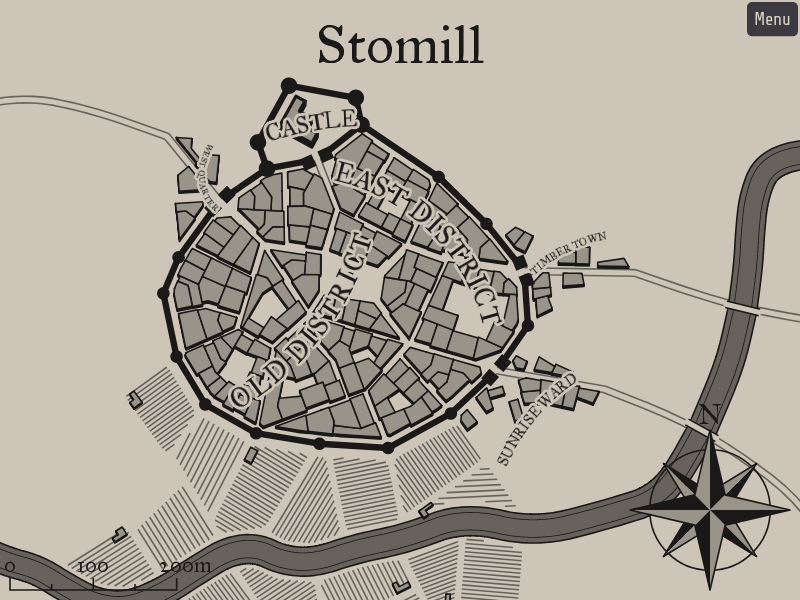 Stomill
Menu
CASTLE
WEST QUARTER
EAST DISTRICT
OLD DISTRICT
TIMBER TOWN
SUNRISE WARD
N
0 100 200m